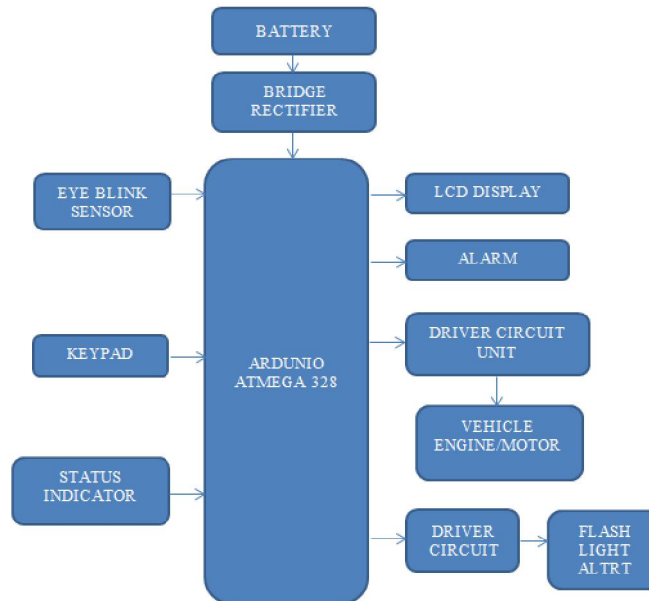 BATTERY
BRIDGE
RECTIFIER
EYE BLINK
SENSOR
KEYPAD
STATUS
INDICATOR
ARDUNIO
ATMEGA 328
LCD DISPLAY
ALARM
DRIVER CIRCUIT
UNIT
VEHICLE
ENGINE/MOTOR
DRIVER
CIRCUIT
FLASH
LIGHT
ALTRT